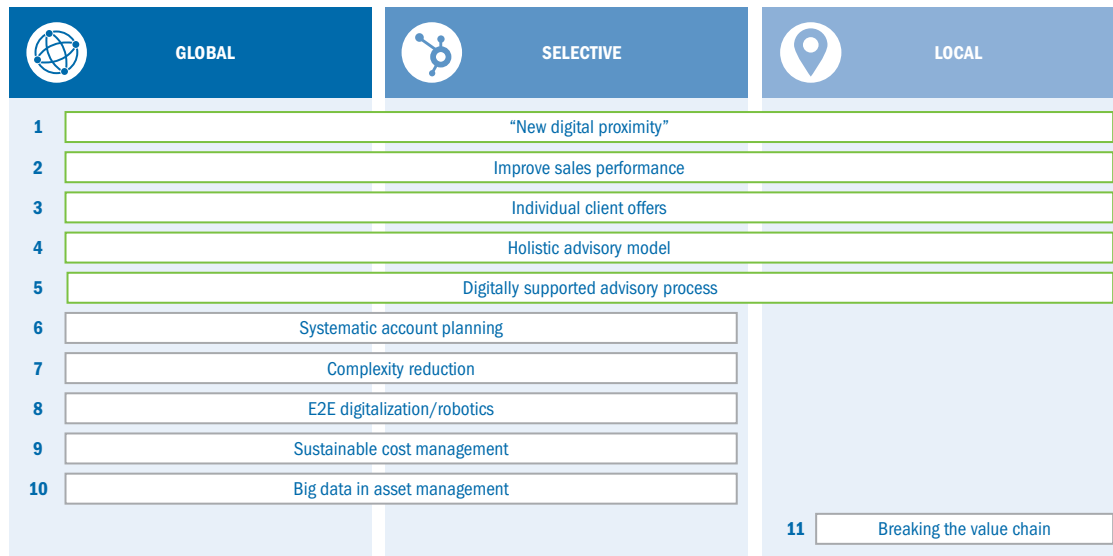 GLOBAL
SELECTIVE
LOCAL
1 “New digital proximity”
2 Improve sales performance
3 Individual client offers
4 Holistic advisory model
5 Digitally supported advisory process
6 Systematic account planning
7 Complexity reduction
8 E2E digitalization/robotics
9 Sustainable cost management
10 Big data in asset management
11 Breaking the value chain